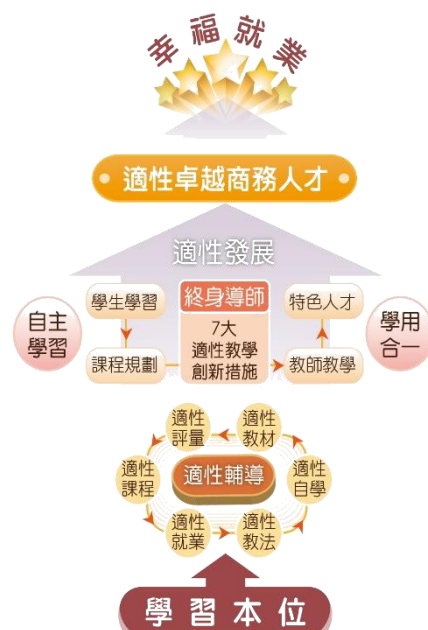 幸福就業
適性卓越商務人才
適性發展
自主
學習
學生學習
課程規劃
終身導師
7大
適性教學
創新措施
特色人才
教師教學
學用
合一
適性
評量
適性
教材
適性
課程
適性輔導
適性
自學
適性
就業
適性
教法
學習本位